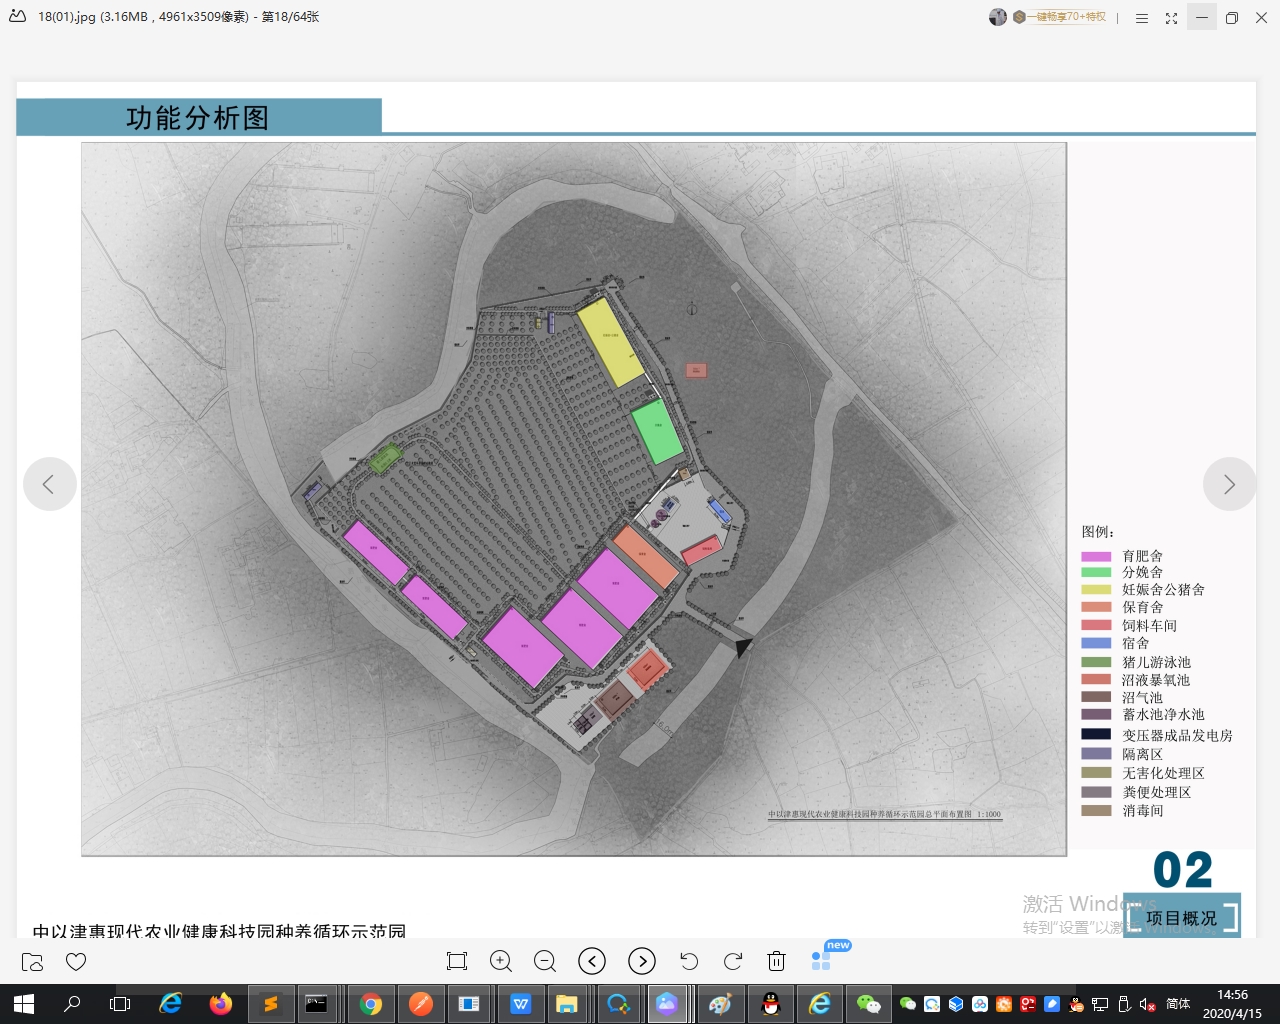 18(01).jpg (3.16MB , 4961x3509像素) - 第18/64张
一键畅享70+特权
功能分析图
图例：
育肥舍
分娩舍
妊娠舍公猪舍
保育舍
饲料车间
宿舍
猪儿游泳池
沼液暴氧池
沼气池
蓄水池净水池
变压器成品发电房
隔离区
无害化处理区
粪便处理区
消毒间
中以津惠现代农业健康科技园种养循环示范园总平面布置图 1:1000
02
项目概况
激活 Windows
转到"设置"以激活 Windows。
中以津惠现代农业健康科技园种养循环示范园
new
简体
14:56
2020/4/15